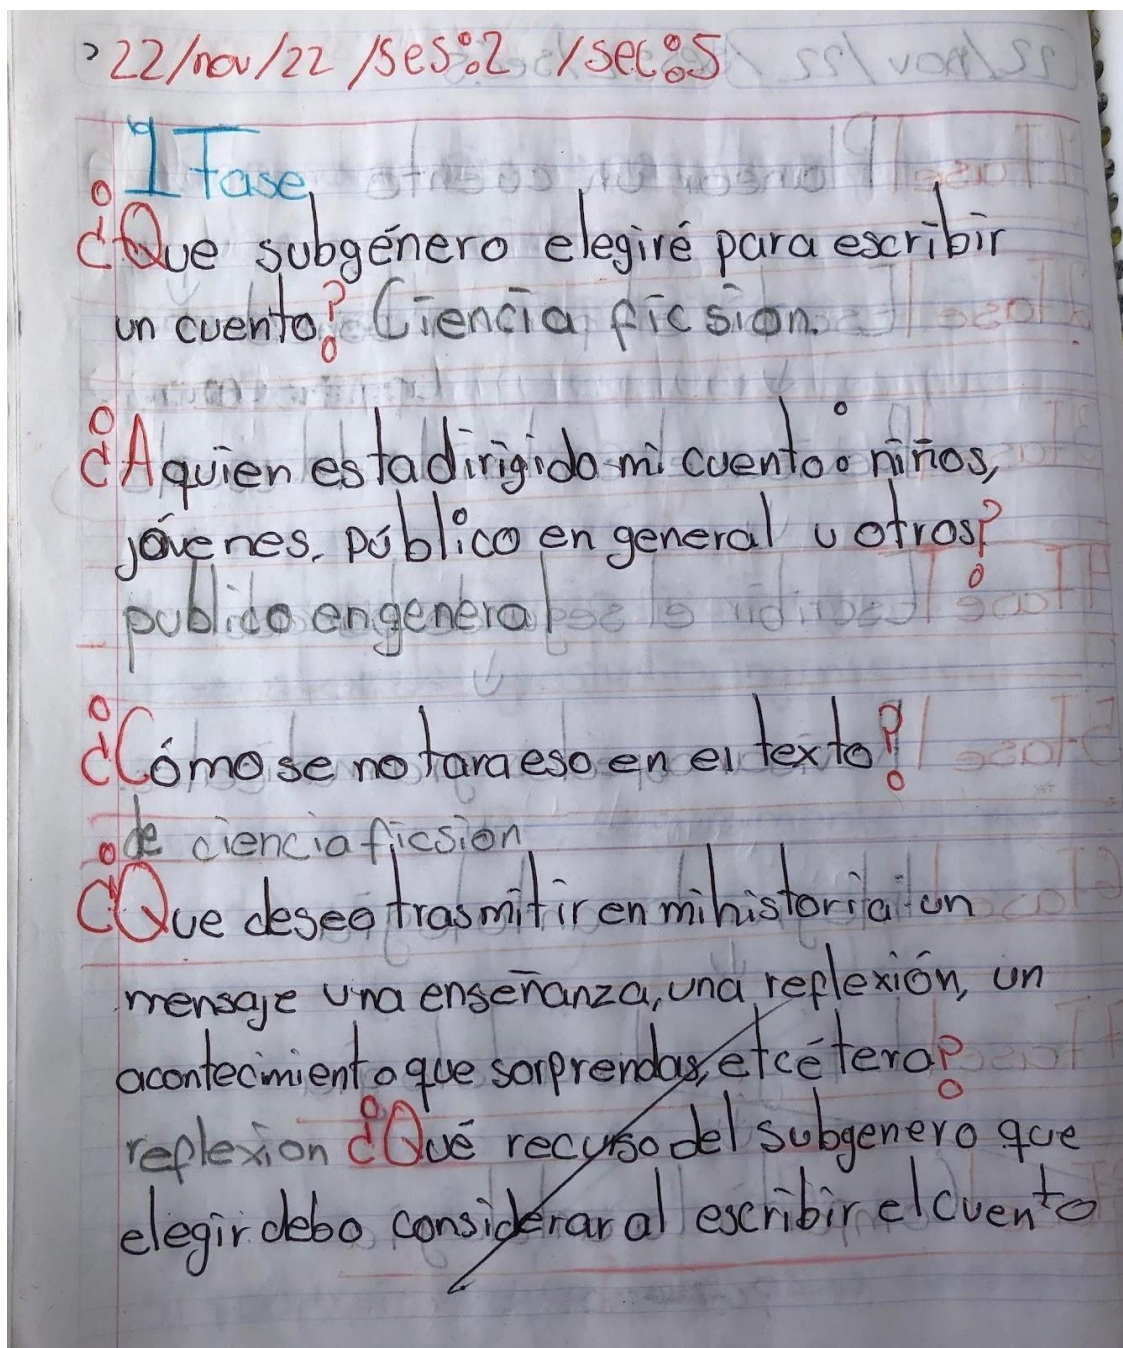 22/nov/22 /ses:2 /sec:5
1 Fase
¿Que subgénero elegiré para escribir
un cuento? Ciencia ficsion.
¿A quien esta dirigido mi cuento: niños,
jóvenes, público en general u otros?
publico en general
¿Cómo se notara eso en el texto?
de ciencia ficsion
¿Que deseo trasmitir en mi historia: un
mensaje una enseñanza, una reflexión, un
acontecimiento que sorprendas, etcétera?
reflexion ¿Qué recurso del subgenero que
elegir debo considerar al escribir el cuento